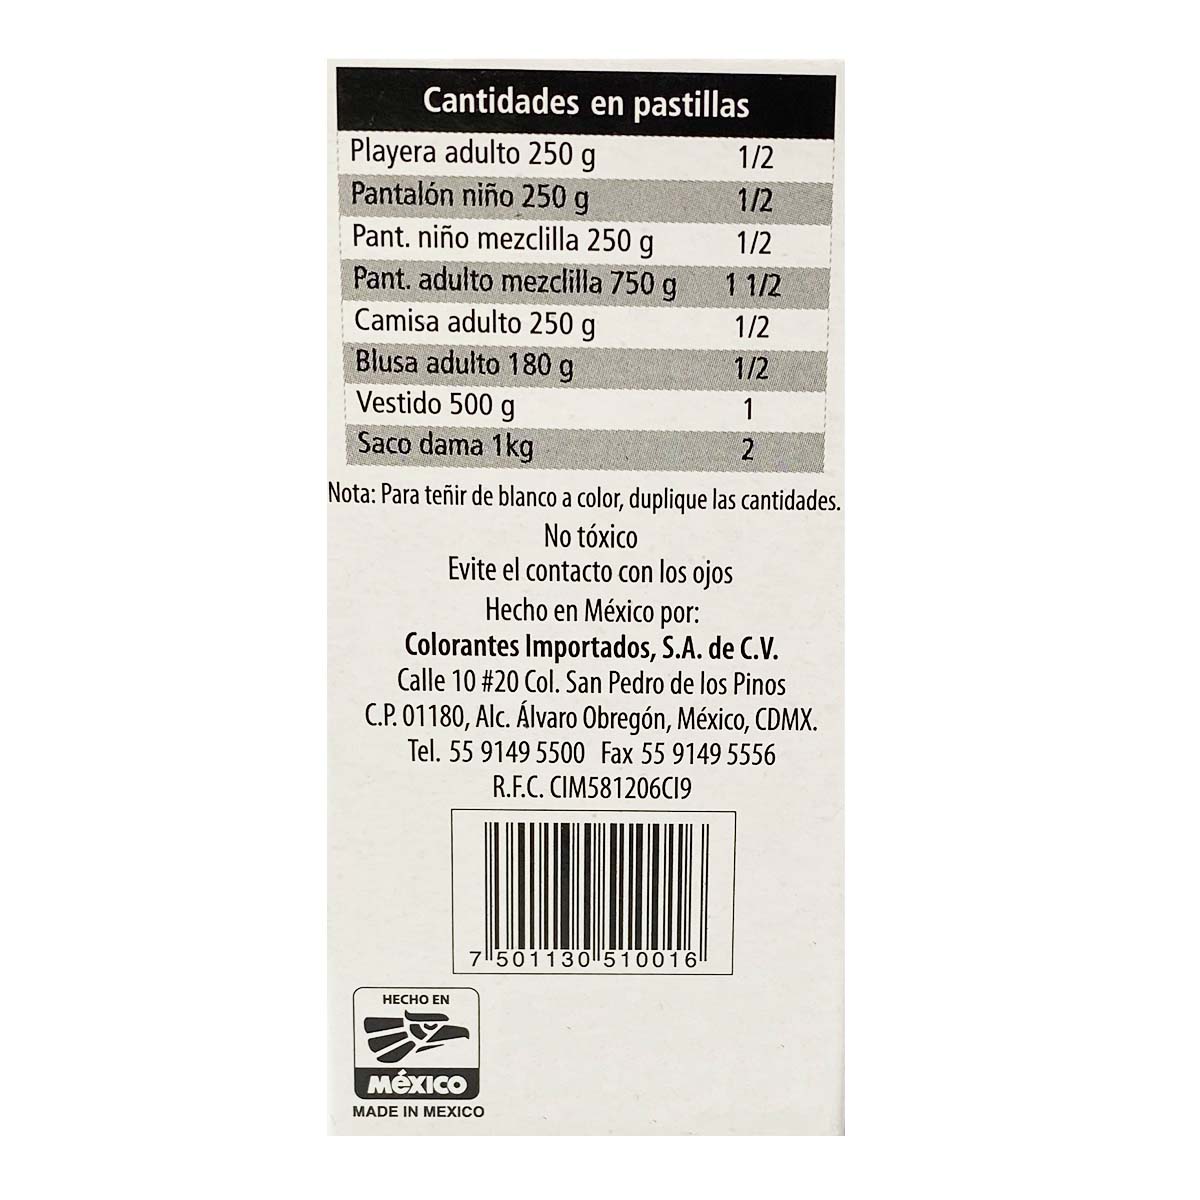 Cantidades en pastillas
Playera adulto 250 g 1/2
Pantalón niño 250 g 1/2
Pant. niño mezclilla 250 g 1/2
Pant. adulto mezclilla 750 g 1 1/2
Camisa adulto 250 g 1/2
Blusa adulto 180 g 1/2
Vestido 500 g 1
Saco dama 1kg 2
Nota: Para teñir de blanco a color, duplique las cantidades.
No tóxico
Evite el contacto con los ojos
Hecho en México por:
Colorantes Importados, S.A. de C.V.
Calle 10 #20 Col. San Pedro de los Pinos
C.P. 01180, Alc. Álvaro Obregón, México, CDMX.
Tel. 55 9149 5500 Fax 55 9149 5556
R.F.C. CIM581206CI9
7 501130 510016
HECHO EN
MéXICO
MADE IN MEXICO